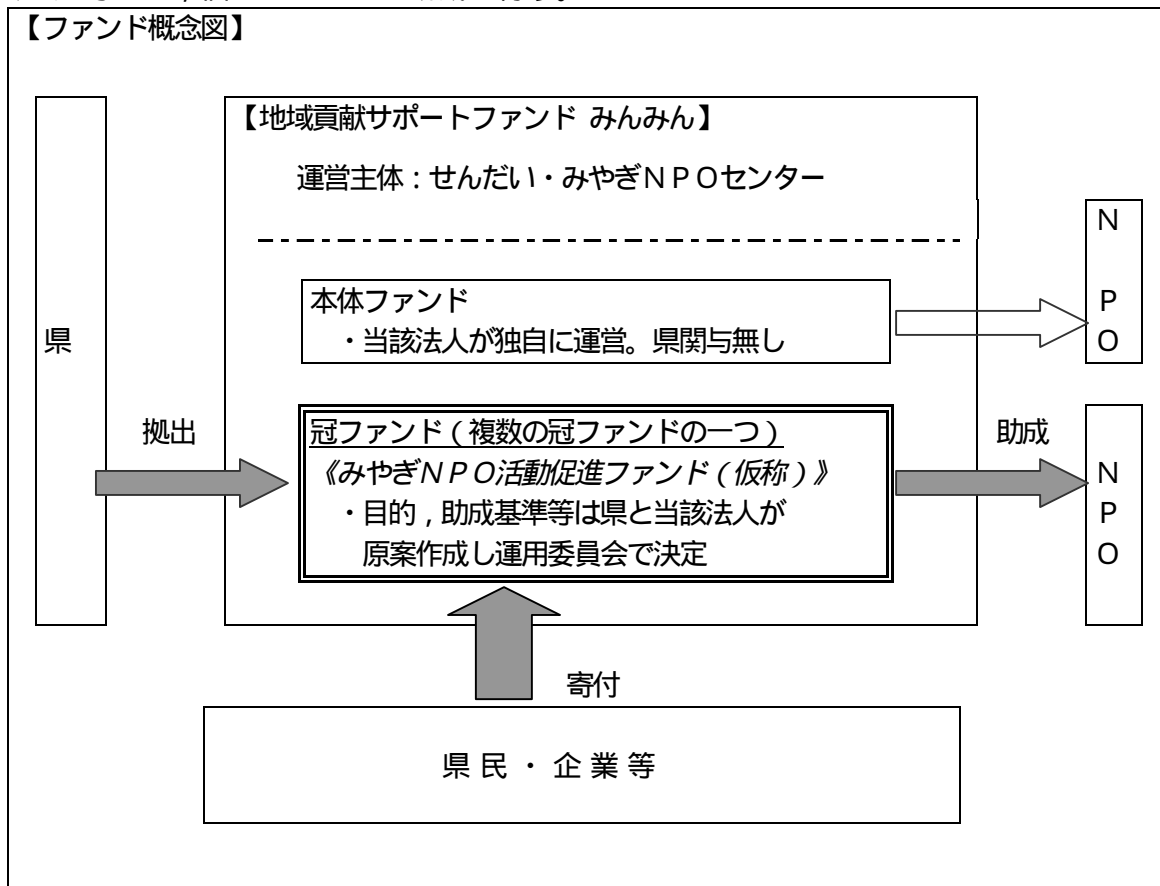 【ファンド概念図】
【地域貢献サポートファンド みんみん】
運営主体：せんだい・みやぎＮＰＯセンター
本体ファンド
・当該法人が独自に運営。県関与無し
Ｎ
Ｐ
Ｏ
県
拠出
冠ファンド（複数の冠ファンドの一つ）
《みやぎＮＰＯ活動促進ファンド（仮称）》
・目的，助成基準等は県と当該法人が
原案作成し運用委員会で決定
助成
Ｎ
Ｐ
Ｏ
寄付
県 民 ・ 企 業 等